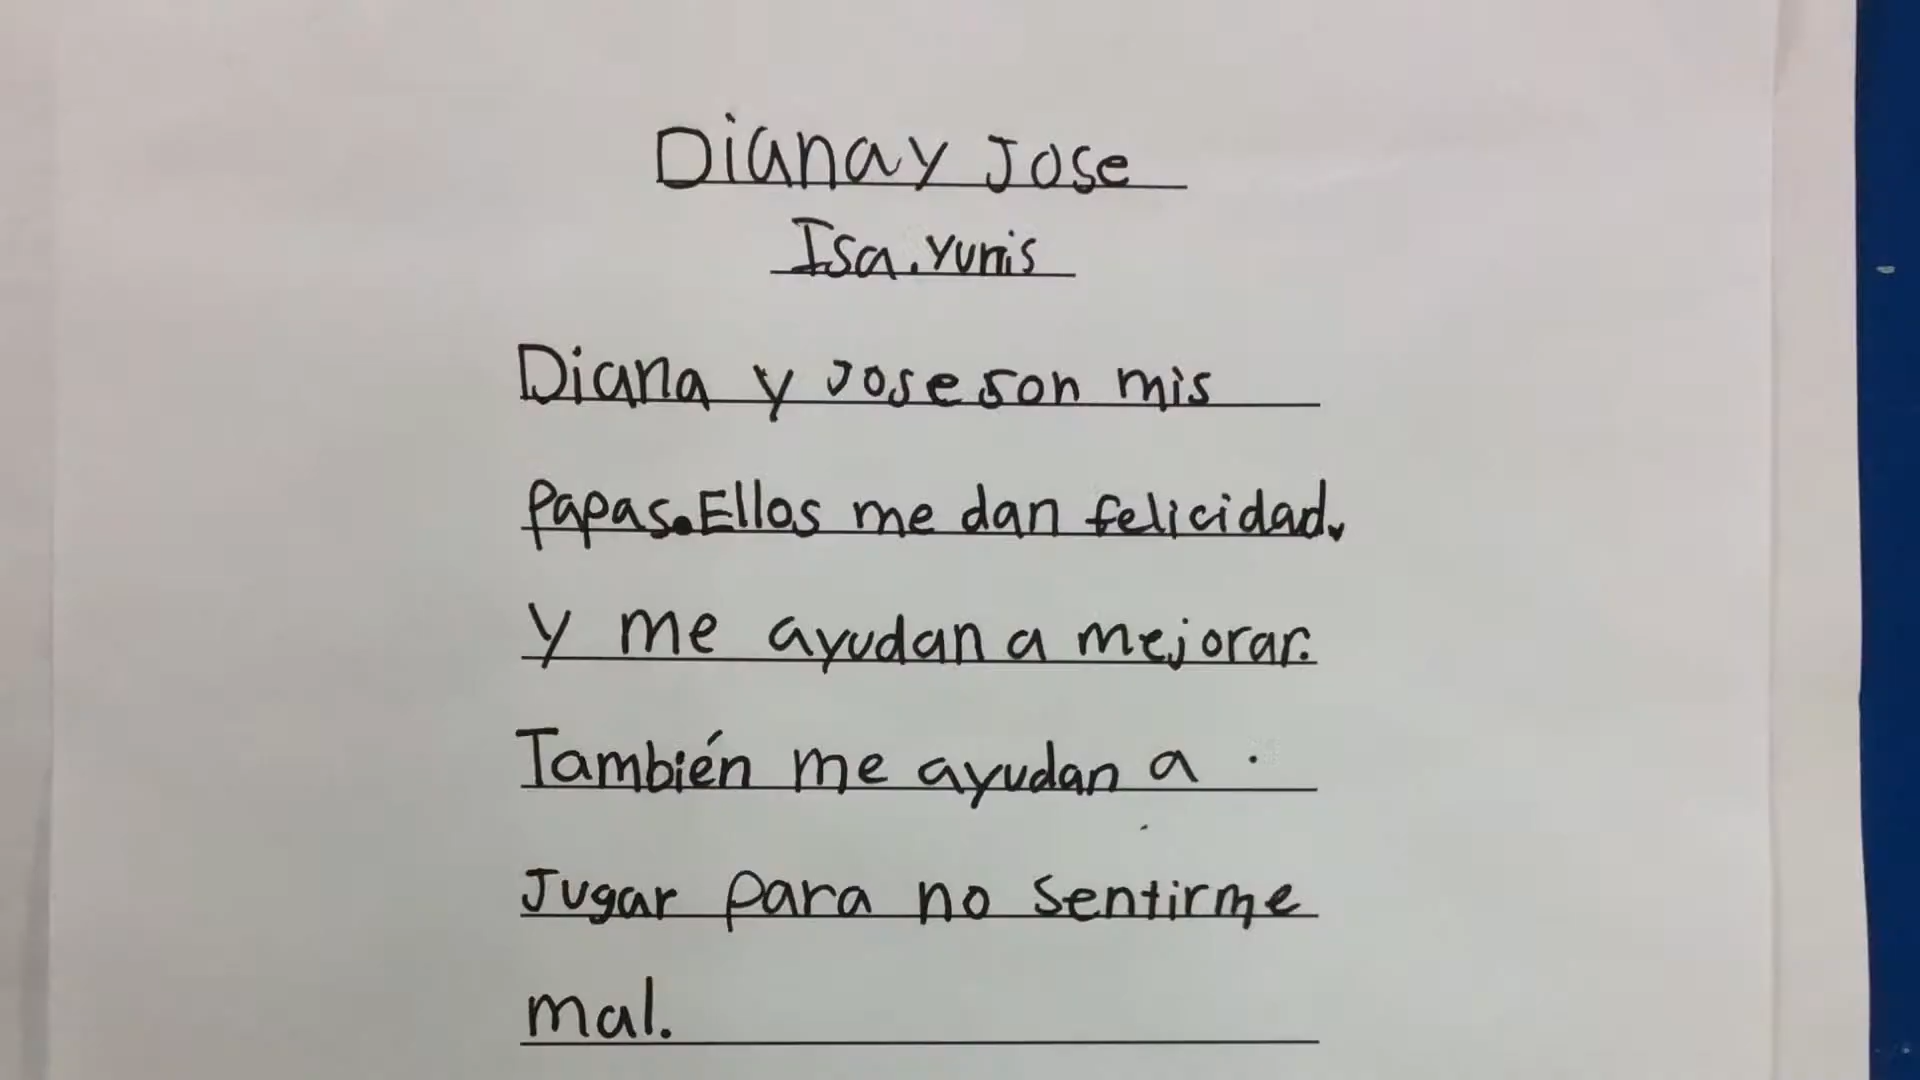 Diana y Jose
Isa.Yunis
Diana y Jose son mis
papas.Ellos me dan felicidad,
y me ayudan a mejorar.
También me ayudan a
Jugar para no sentirme
mal.